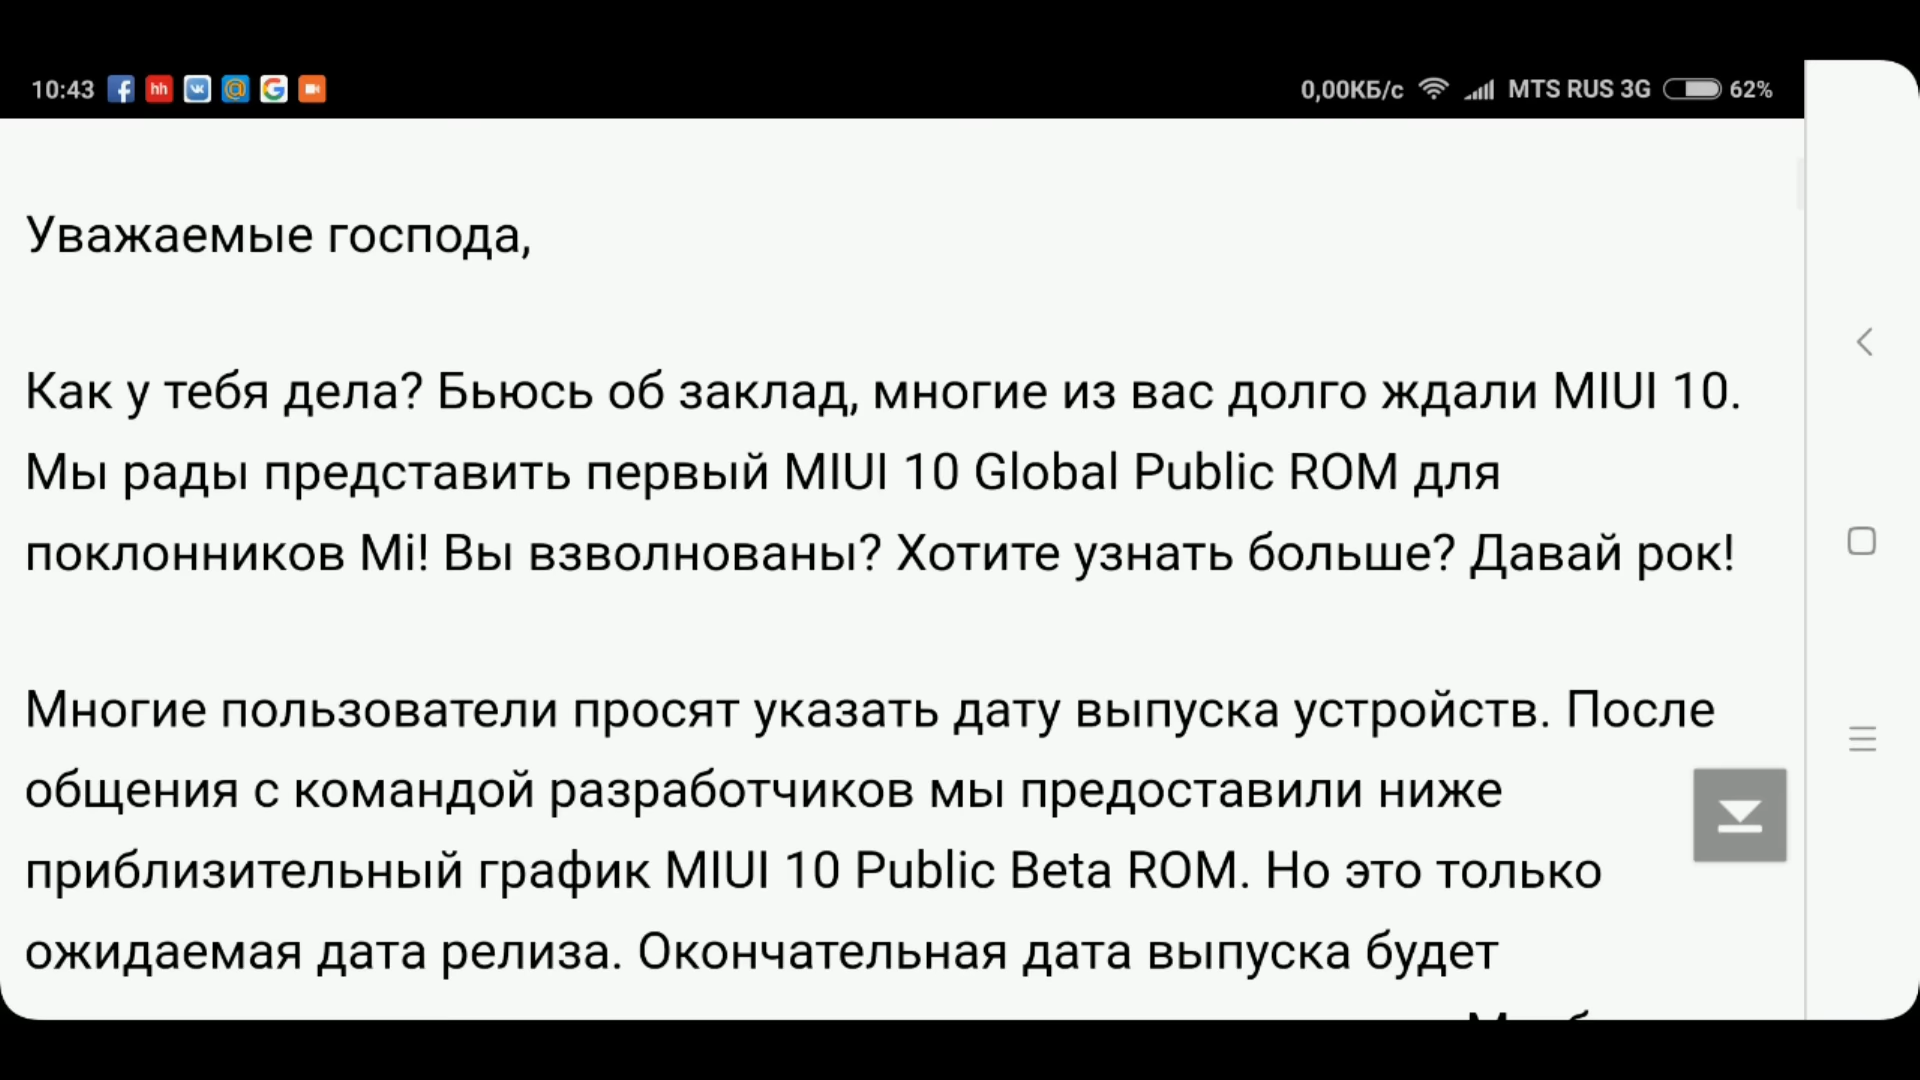 10:43 f hh VK @ G 0,00КБ/с MTS RUS 3G 62%
Уважаемые господа,
Как у тебя дела? Бьюсь об заклад, многие из вас долго ждали MIUI 10.
Мы рады представить первый MIUI 10 Global Public ROM для
поклонников Mi! Вы взволнованы? Хотите узнать больше? Давай рок!
Многие пользователи просят указать дату выпуска устройств. После
общения с командой разработчиков мы предоставили ниже
приблизительный график MIUI 10 Public Beta ROM. Но это только
ожидаемая дата релиза. Окончательная дата выпуска будет